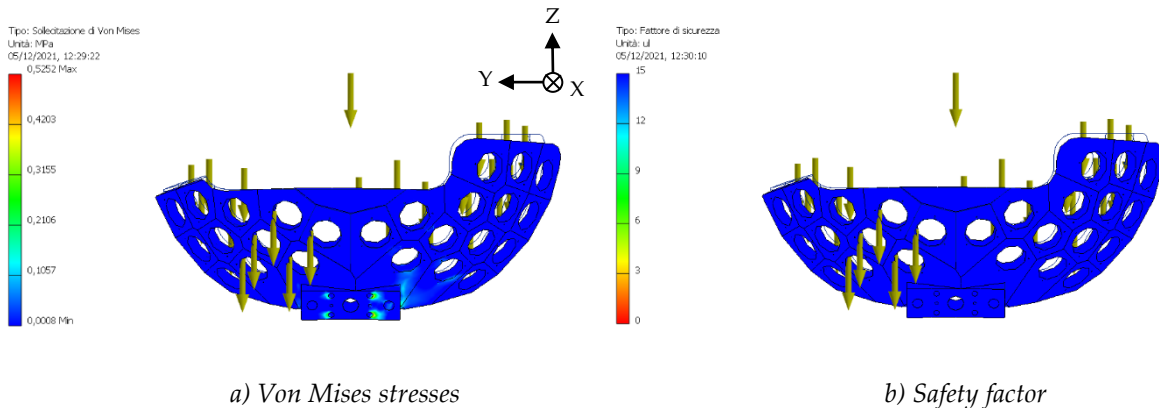 Tipo: Sollecitazione di Von Mises
Unità: MPa
05/12/2021, 12:29:22
0,5252 Max
0,4203
0,3155
0,2106
0,1057
0,0008 Min
Z
Y
X
Tipo: Fattore di sicurezza
Unità: ul
05/12/2021, 12:30:10
15
12
9
6
3
0
a) Von Mises stresses
b) Safety factor